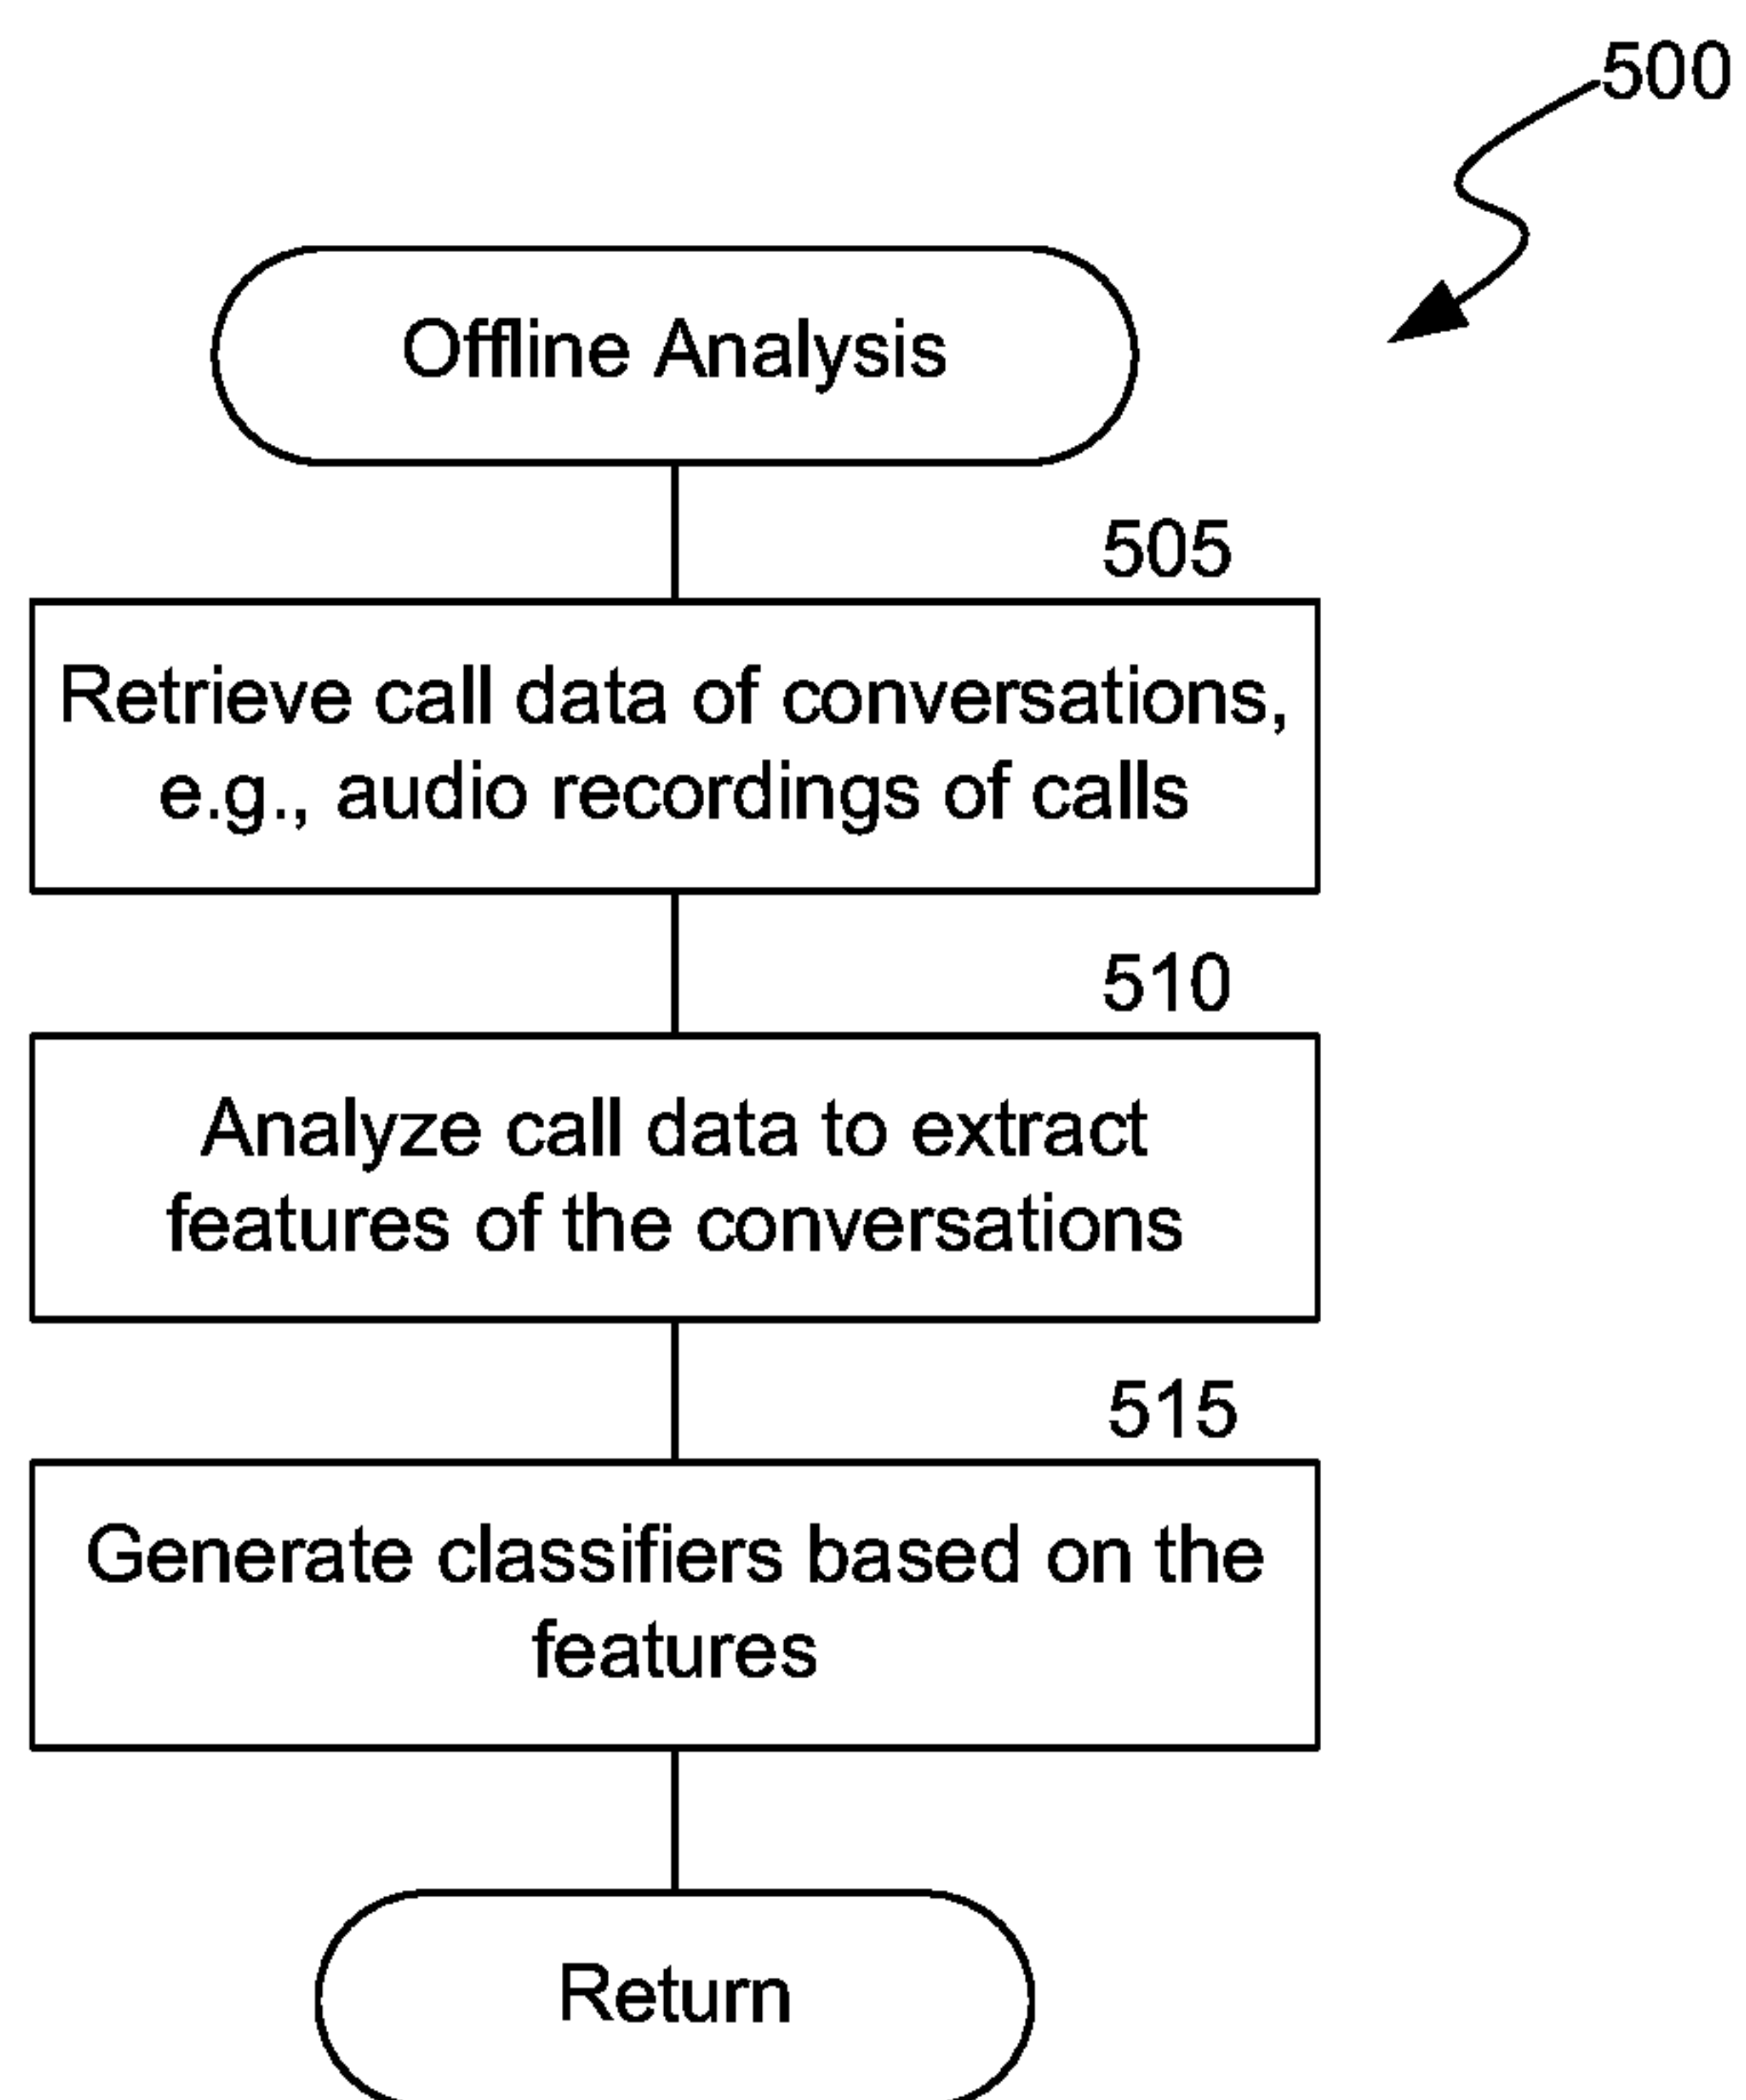 500
Offline Analysis
505
Retrieve call data of conversations,
e.g., audio recordings of calls
510
Analyze call data to extract
features of the conversations
515
Generate classifiers based on the
features
Return